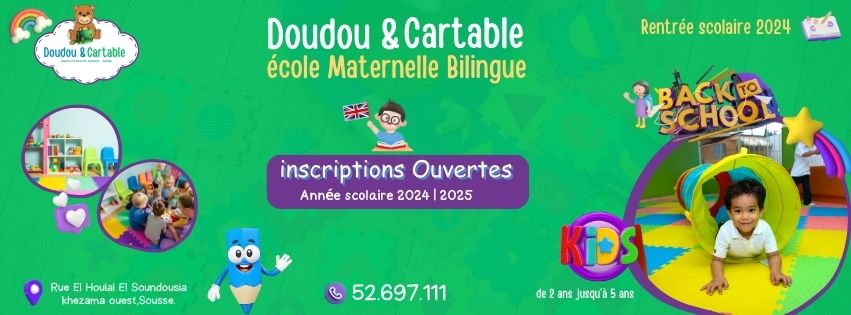 Doudou & Cartable
Doudou & Cartable
école Maternelle Bilingue
Rentrée scolaire 2024
BACK TO
SCHOOL
inscriptions Ouvertes
Année scolaire 2024 | 2025
KiDS
de 2 ans jusqu'à 5 ans
Rue El Houlal El Soundousia
khezama ouest,Sousse.
52.697.111